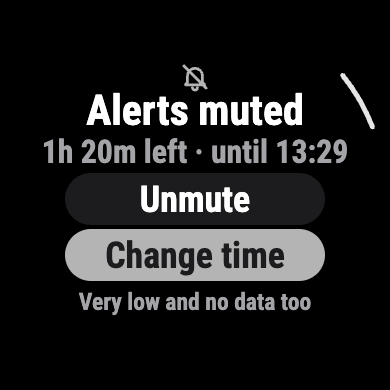 Alerts muted
1h 20m left · until 13:29
Unmute
Change time
Very low and no data too